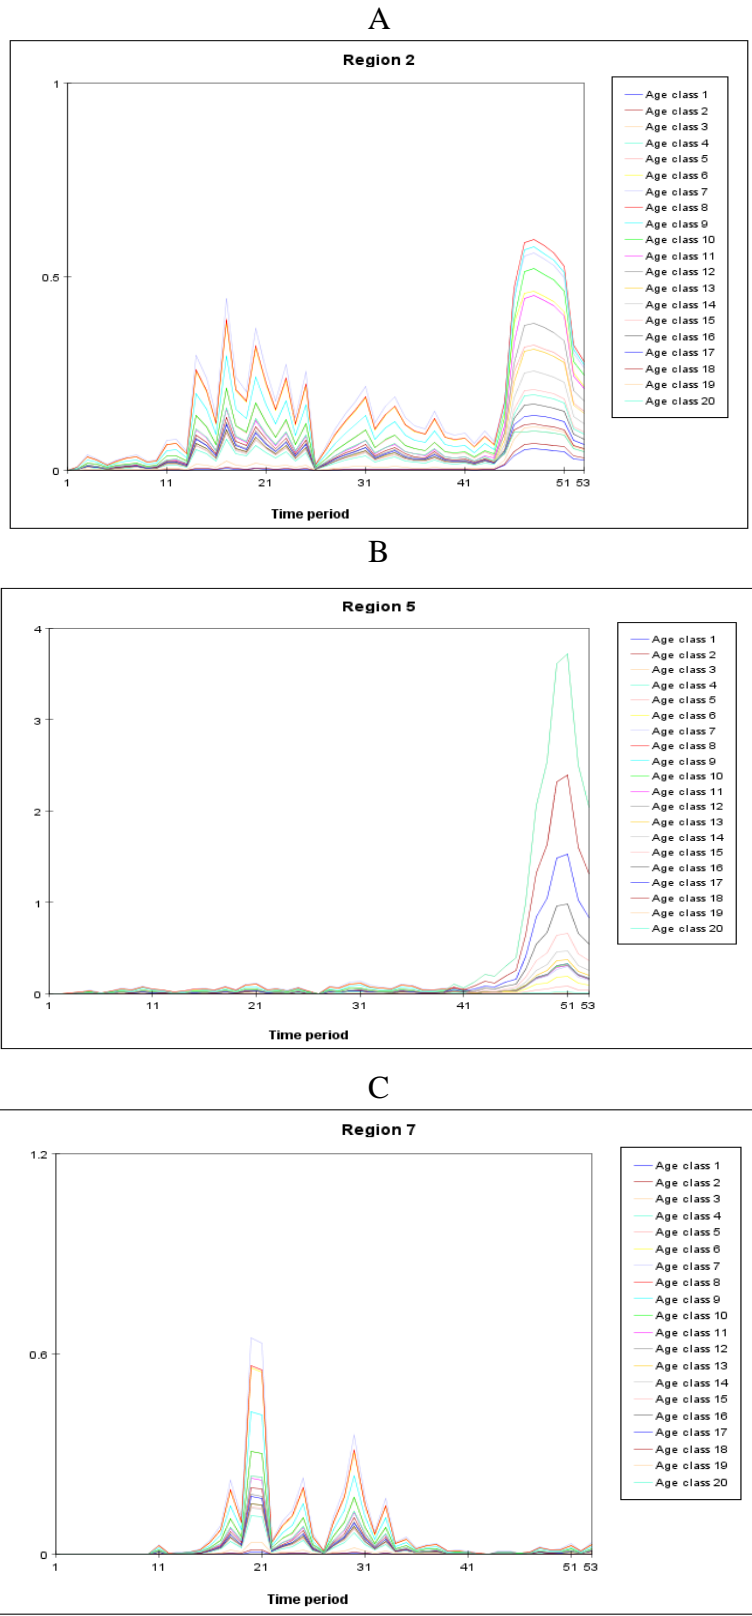 A
Region 2
1
0.5
0
1 11 21 31 41 51 53
Time period
Age class 1
Age class 2
Age class 3
Age class 4
Age class 5
Age class 6
Age class 7
Age class 8
Age class 9
Age class 10
Age class 11
Age class 12
Age class 13
Age class 14
Age class 15
Age class 16
Age class 17
Age class 18
Age class 19
Age class 20
B
Region 5
4
3
2
1
0
1 11 21 31 41 51 53
Time period
Age class 1
Age class 2
Age class 3
Age class 4
Age class 5
Age class 6
Age class 7
Age class 8
Age class 9
Age class 10
Age class 11
Age class 12
Age class 13
Age class 14
Age class 15
Age class 16
Age class 17
Age class 18
Age class 19
Age class 20
C
Region 7
1.2
0.6
0
1 11 21 31 41 51 53
Time period
Age class 1
Age class 2
Age class 3
Age class 4
Age class 5
Age class 6
Age class 7
Age class 8
Age class 9
Age class 10
Age class 11
Age class 12
Age class 13
Age class 14
Age class 15
Age class 16
Age class 17
Age class 18
Age class 19
Age class 20